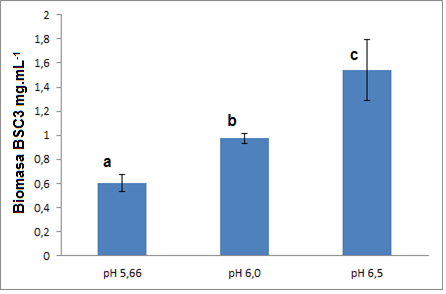 Biomasa BSC3 mg.mL⁻¹
2
1,8
1,6
1,4
1,2
1
0,8
0,6
0,4
0,2
0
a
b
c
pH 5,66 pH 6,0 pH 6,5